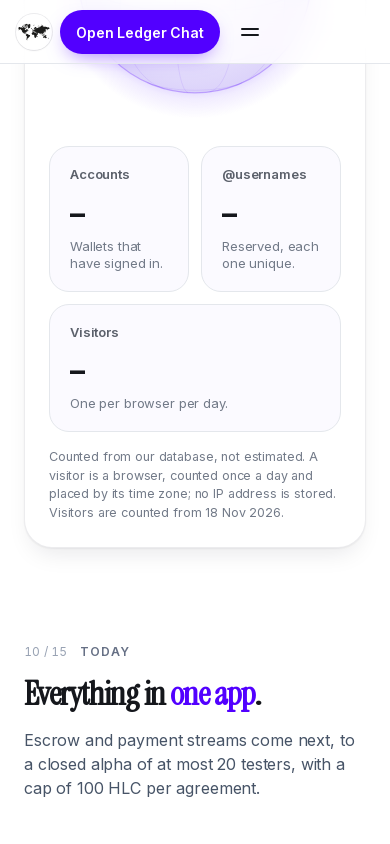 Open Ledger Chat
Accounts
–
Wallets that
have signed in.
@usernames
–
Reserved, each
one unique.
Visitors
–
One per browser per day.
Counted from our database, not estimated. A
visitor is a browser, counted once a day and
placed by its time zone; no IP address is stored.
Visitors are counted from 18 Nov 2026.
10 / 15 TODAY
Everything in one app.
Escrow and payment streams come next, to
a closed alpha of at most 20 testers, with a
cap of 100 HLC per agreement.